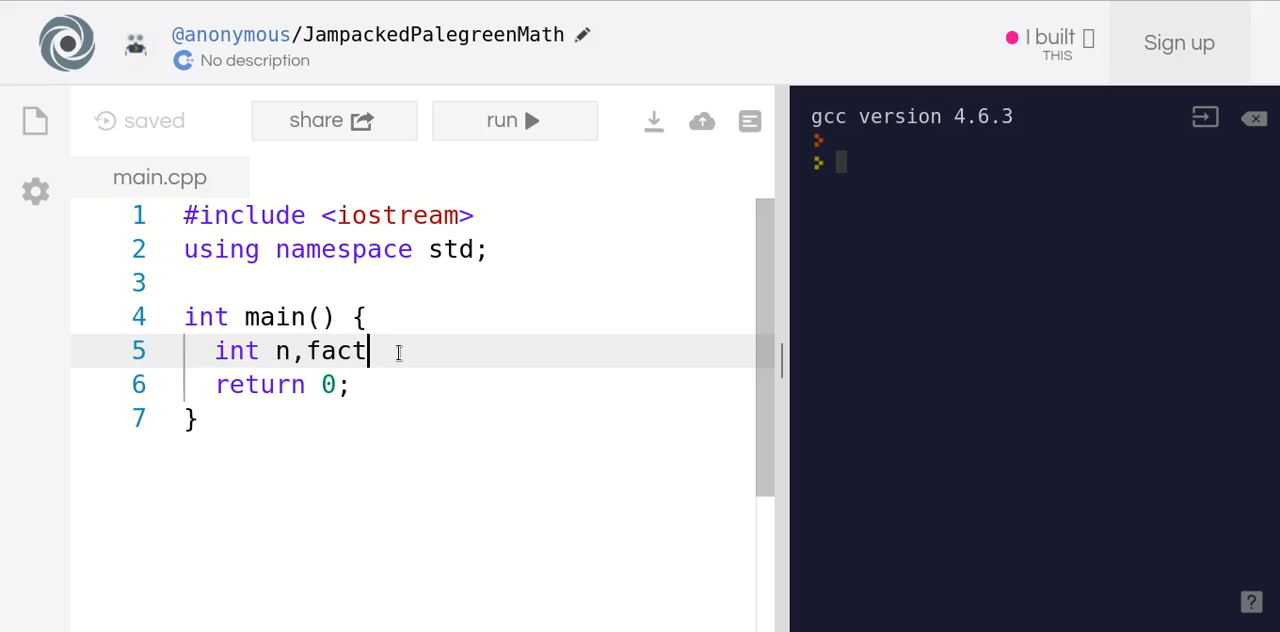 @anonymous/JampackedPalegreenMath
No description
I built
THIS
Sign up
saved
share
run
gcc version 4.6.3
main.cpp
1 #include <iostream>
2 using namespace std;
3
4 int main() {
5 int n,fact
6 return 0;
7 }
?